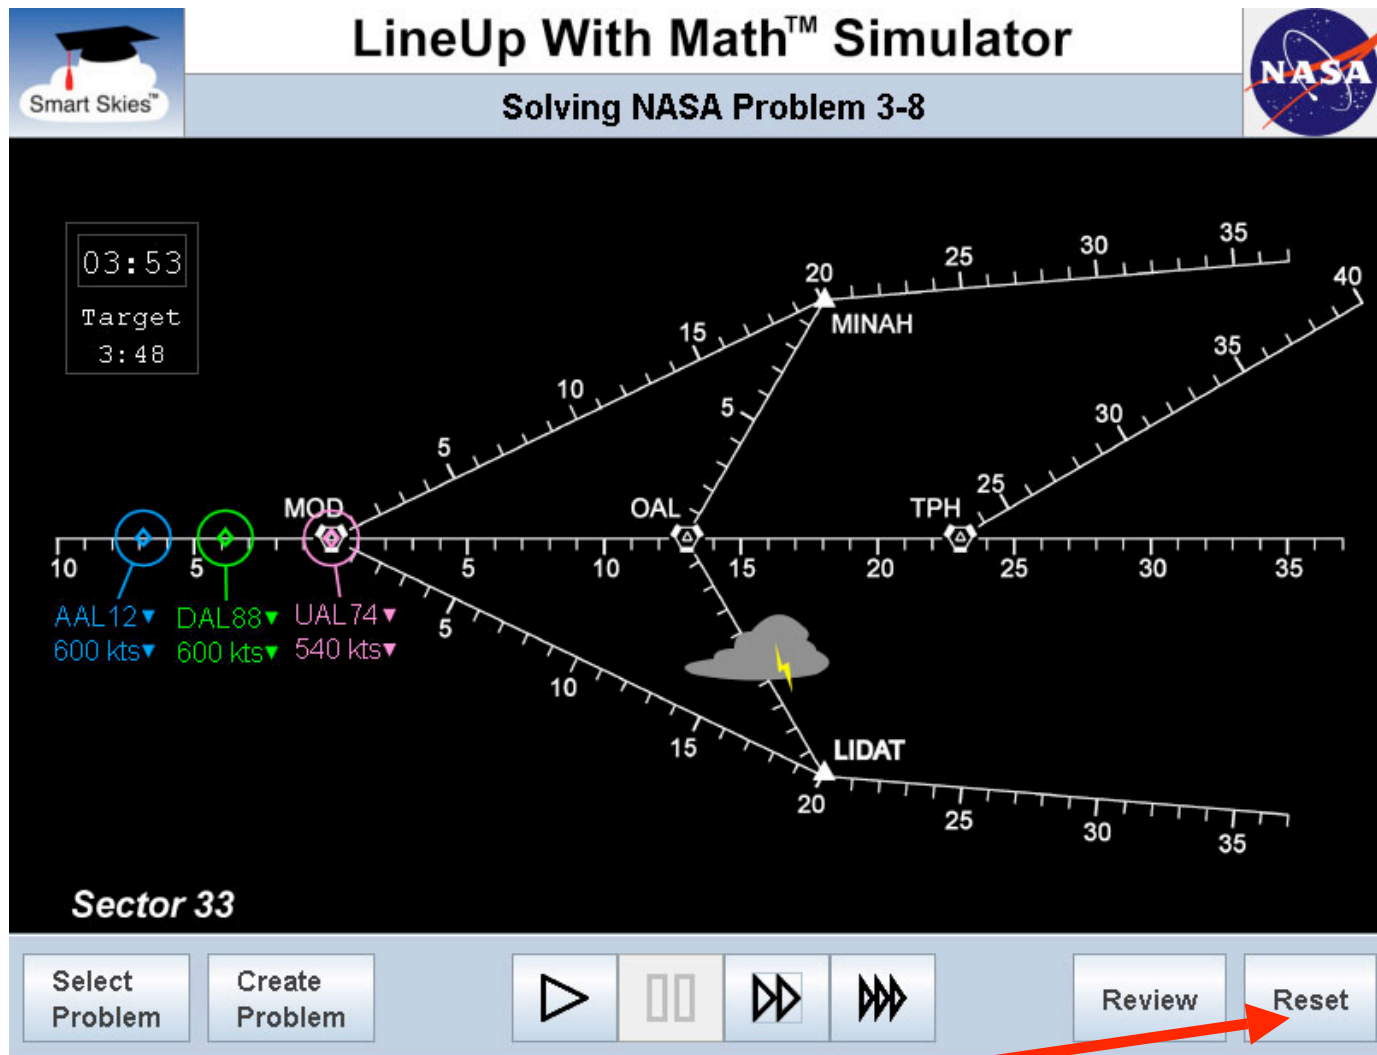 LineUp With Math™ Simulator
Smart Skies™
NASA
Solving NASA Problem 3-8
03:53
Target
3:48
20 25 30 35
40
MINAH
15
35
10
5
30
5
25
MOD
OAL
TPH
10 5 5 10 15 20 25 30 35
AAL12▼ DAL88▼ UAL74▼
600 kts▼ 600 kts▼ 540 kts▼
5
10
15
LIDAT
20
25
30
35
Sector 33
Select
Problem
Create
Problem
Review
Reset